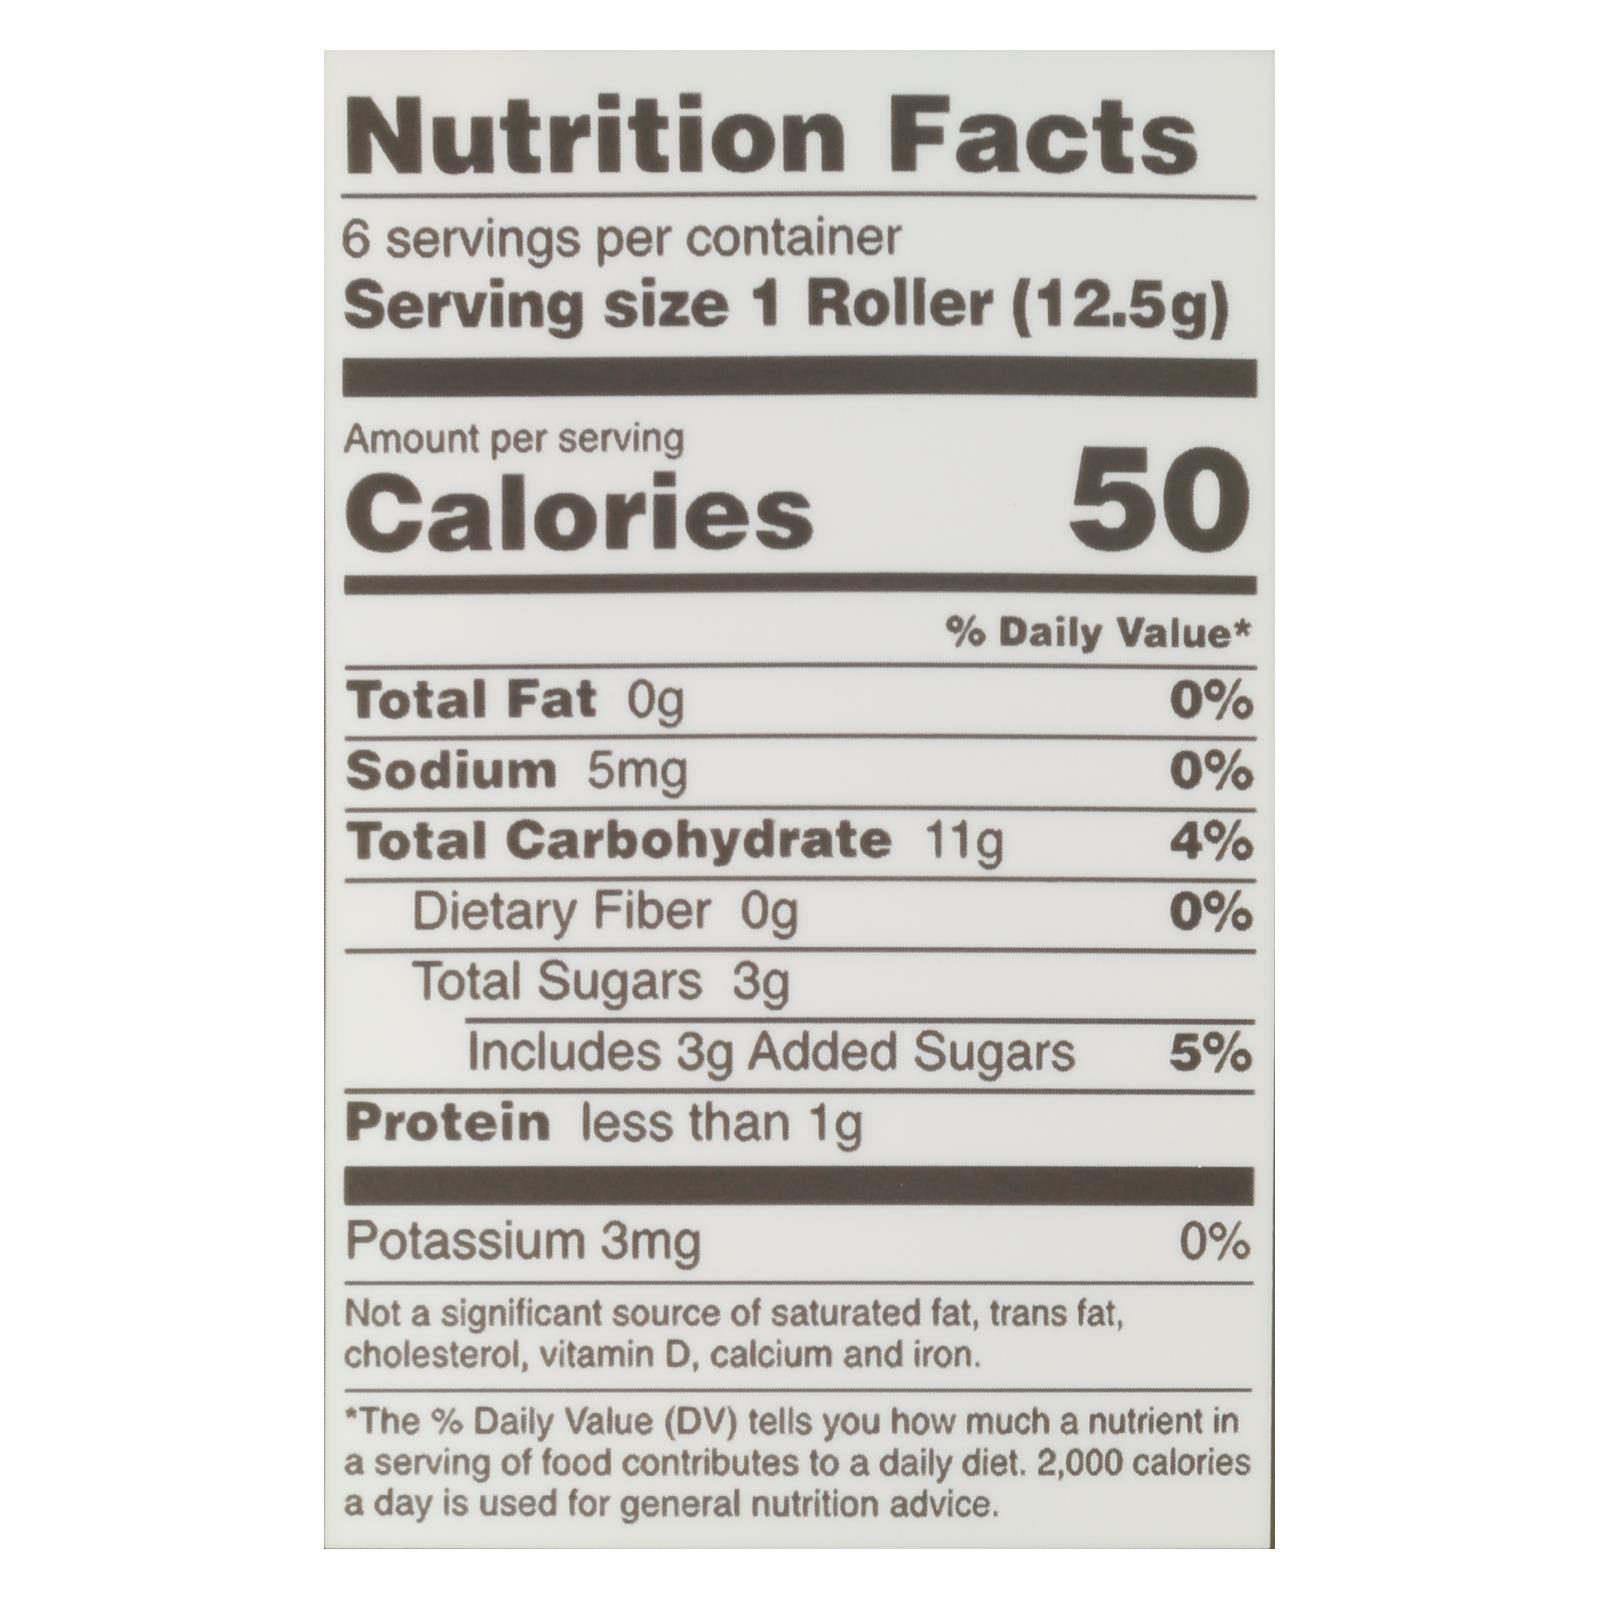 Nutrition Facts
6 servings per container
Serving size 1 Roller (12.5g)
Amount per serving
Calories 50
% Daily Value*
Total Fat 0g 0%
Sodium 5mg 0%
Total Carbohydrate 11g 4%
Dietary Fiber 0g 0%
Total Sugars 3g
Includes 3g Added Sugars 5%
Protein less than 1g
Potassium 3mg 0%
Not a significant source of saturated fat, trans fat,
cholesterol, vitamin D, calcium and iron.
*The % Daily Value (DV) tells you how much a nutrient in
a serving of food contributes to a daily diet. 2,000 calories
a day is used for general nutrition advice.